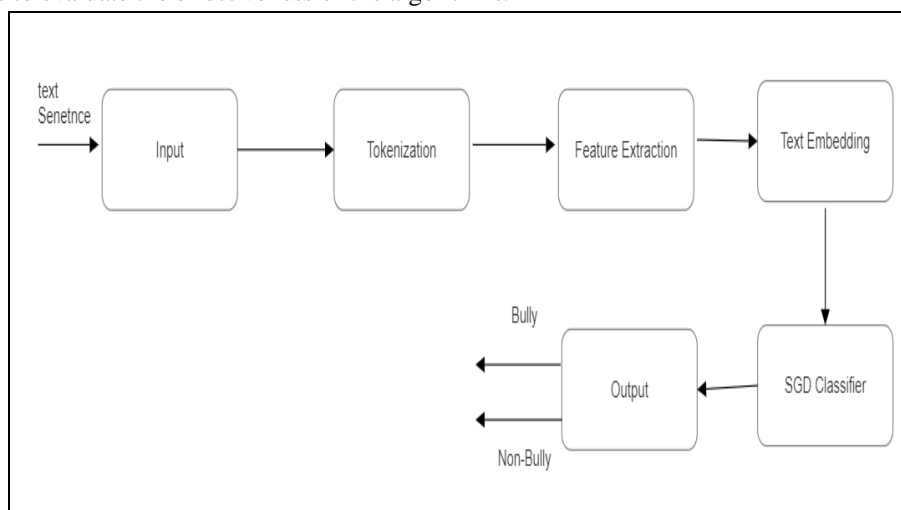 text
Senetnce
Input
Tokenization
Feature Extraction
Text Embedding
SGD Classifier
Output
Bully
Non-Bully